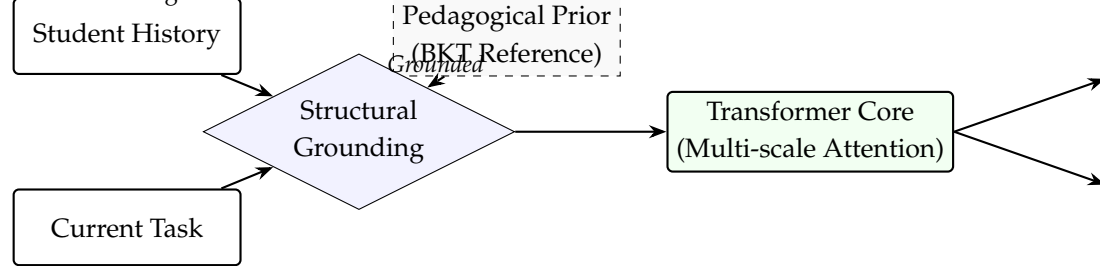 Student History
Pedagogical Prior
(BKT Reference)
Grounded
Structural
Grounding
Transformer Core
(Multi-scale Attention)
Current Task